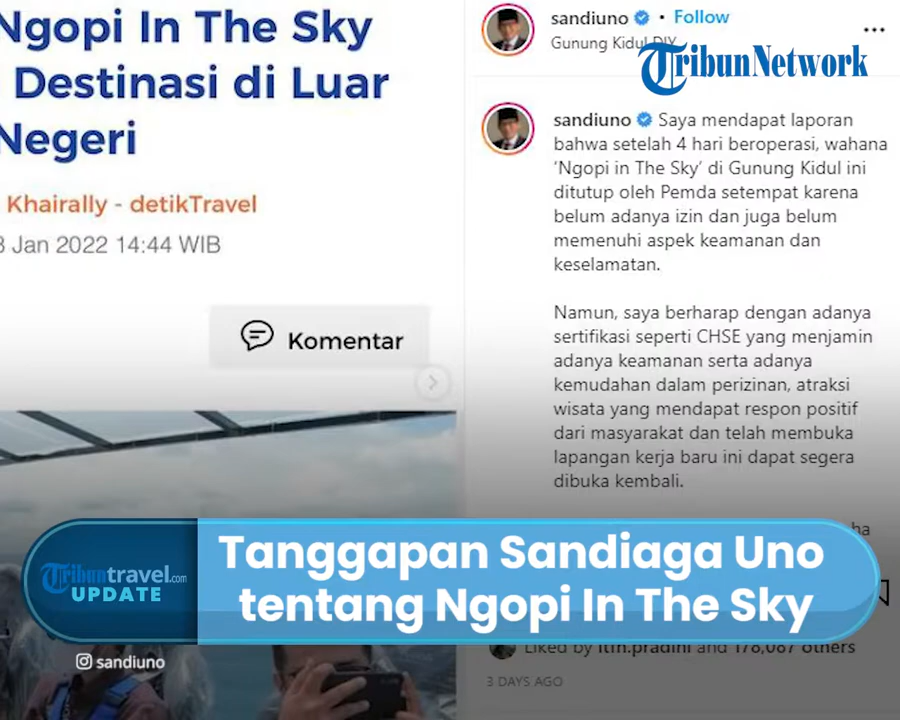 Ngopi In The Sky
Destinasi di Luar
Negeri
Khairally - detikTravel
Jan 2022 14:44 WIB
Komentar
sandiuno • Follow
Gunung Kidul DIY
TribunNetwork
sandiuno Saya mendapat laporan
bahwa setelah 4 hari beroperasi, wahana
‘Ngopi in The Sky’ di Gunung Kidul ini
ditutup oleh Pemda setempat karena
belum adanya izin dan juga belum
memenuhi aspek keamanan dan
keselamatan.
Namun, saya berharap dengan adanya
sertifikasi seperti CHSE yang menjamin
adanya keamanan serta adanya
kemudahan dalam perizinan, atraksi
wisata yang mendapat respon positif
dari masyarakat dan telah membuka
lapangan kerja baru ini dapat segera
dibuka kembali.
Tribuntravel.com
UPDATE
Tanggapan Sandiaga Uno
tentang Ngopi In The Sky
sandiuno
Liked by itin.pradini and 178,087 others
3 DAYS AGO